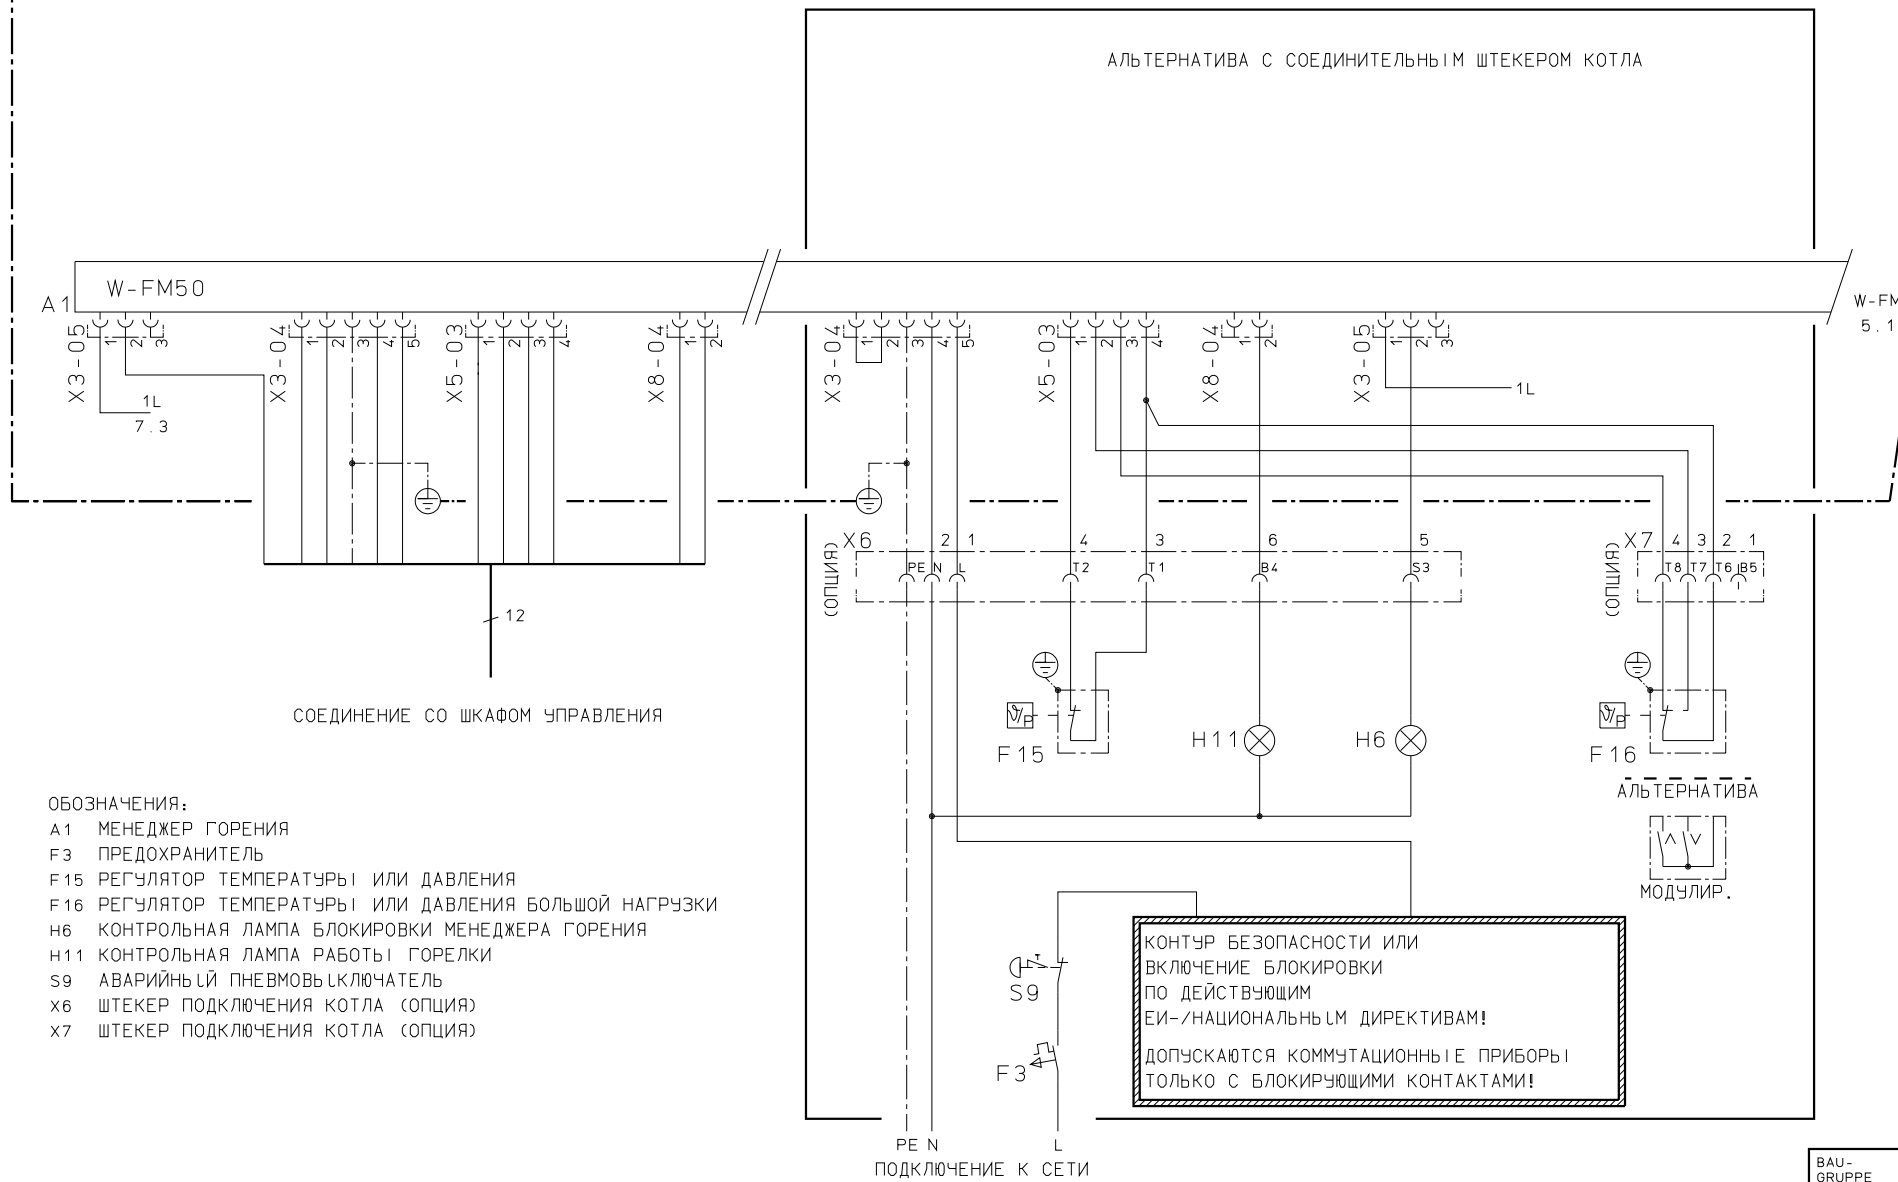 АЛЬТЕРНАТИВА С СОЕДИНИТЕЛЬНЫМ ШТЕКЕРОМ КОТЛА
A1
W-FM50
W-FM
5.1
X3-05
1
2
3
X3-04
1
2
3
4
5
X5-03
1
2
3
4
X8-04
1
2
X3-04
1
2
3
4
5
X5-03
1
2
3
4
X8-04
1
2
X3-05
1
2
3
1L
7.3
1L
(ОПЦИЯ)
X6
2 1 4 3 6 5
PE N L T2 T1 B4 S3
(ОПЦИЯ)
X7
4 3 2 1
T8 T7 T6 B5
12
СОЕДИНЕНИЕ СО ШКАФОМ УПРАВЛЕНИЯ
ϑ/P
F15
H11
H6
ϑ/P
F16
АЛЬТЕРНАТИВА
МОДУЛИР.
ОБОЗНАЧЕНИЯ:
A1 МЕНЕДЖЕР ГОРЕНИЯ
F3 ПРЕДОХРАНИТЕЛЬ
F15 РЕГУЛЯТОР ТЕМПЕРАТУРЫ ИЛИ ДАВЛЕНИЯ
F16 РЕГУЛЯТОР ТЕМПЕРАТУРЫ ИЛИ ДАВЛЕНИЯ БОЛЬШОЙ НАГРУЗКИ
H6 КОНТРОЛЬНАЯ ЛАМПА БЛОКИРОВКИ МЕНЕДЖЕРА ГОРЕНИЯ
H11 КОНТРОЛЬНАЯ ЛАМПА РАБОТЫ ГОРЕЛКИ
S9 АВАРИЙНЫЙ ПНЕВМОВЫКЛЮЧАТЕЛЬ
X6 ШТЕКЕР ПОДКЛЮЧЕНИЯ КОТЛА (ОПЦИЯ)
X7 ШТЕКЕР ПОДКЛЮЧЕНИЯ КОТЛА (ОПЦИЯ)
S9
F3
КОНТУР БЕЗОПАСНОСТИ ИЛИ
ВКЛЮЧЕНИЕ БЛОКИРОВКИ
ПО ДЕЙСТВУЮЩИМ
ЕИ-/НАЦИОНАЛЬНЫМ ДИРЕКТИВАМ!
ДОПУСКАЮТСЯ КОММУТАЦИОННЫЕ ПРИБОРЫ
ТОЛЬКО С БЛОКИРУЮЩИМИ КОНТАКТАМИ!
PE N L
ПОДКЛЮЧЕНИЕ К СЕТИ
BAU-
GRUPPE